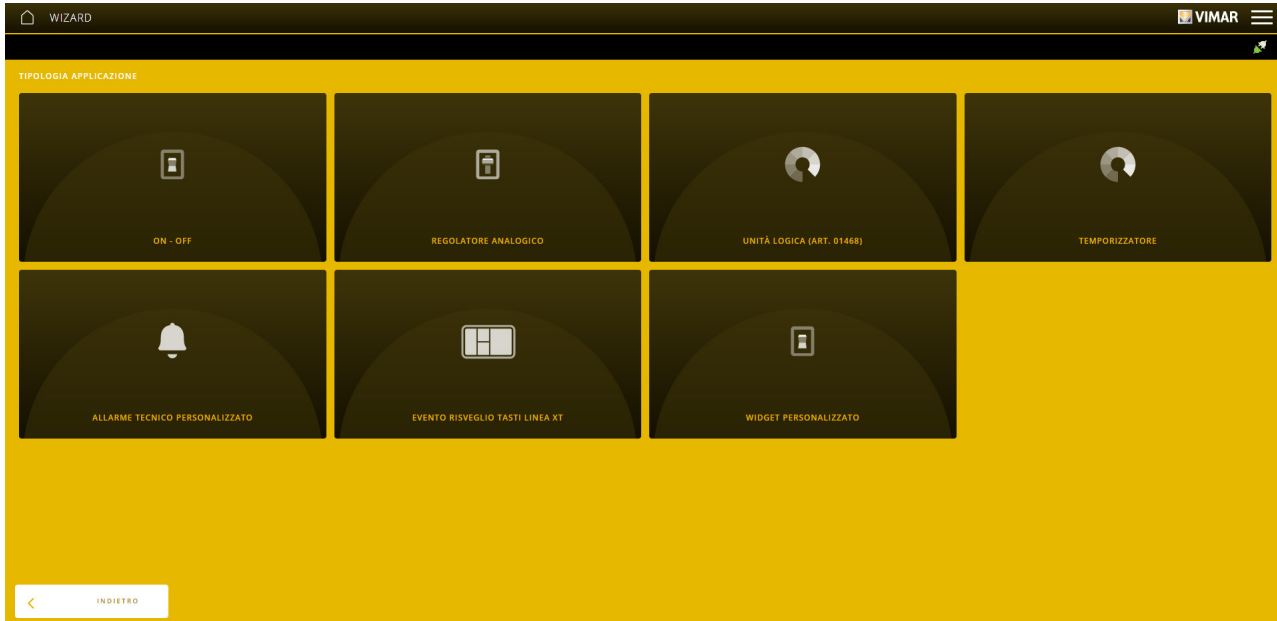 WIZARD
VIMAR
TIPOLOGIA APPLICAZIONE
ON - OFF
REGOLATORE ANALOGICO
UNITÀ LOGICA (ART. 01468)
TEMPORIZZATORE
ALLARME TECNICO PERSONALIZZATO
EVENTO RISVEGLIO TASTI LINEA XT
WIDGET PERSONALIZZATO
INDIETRO